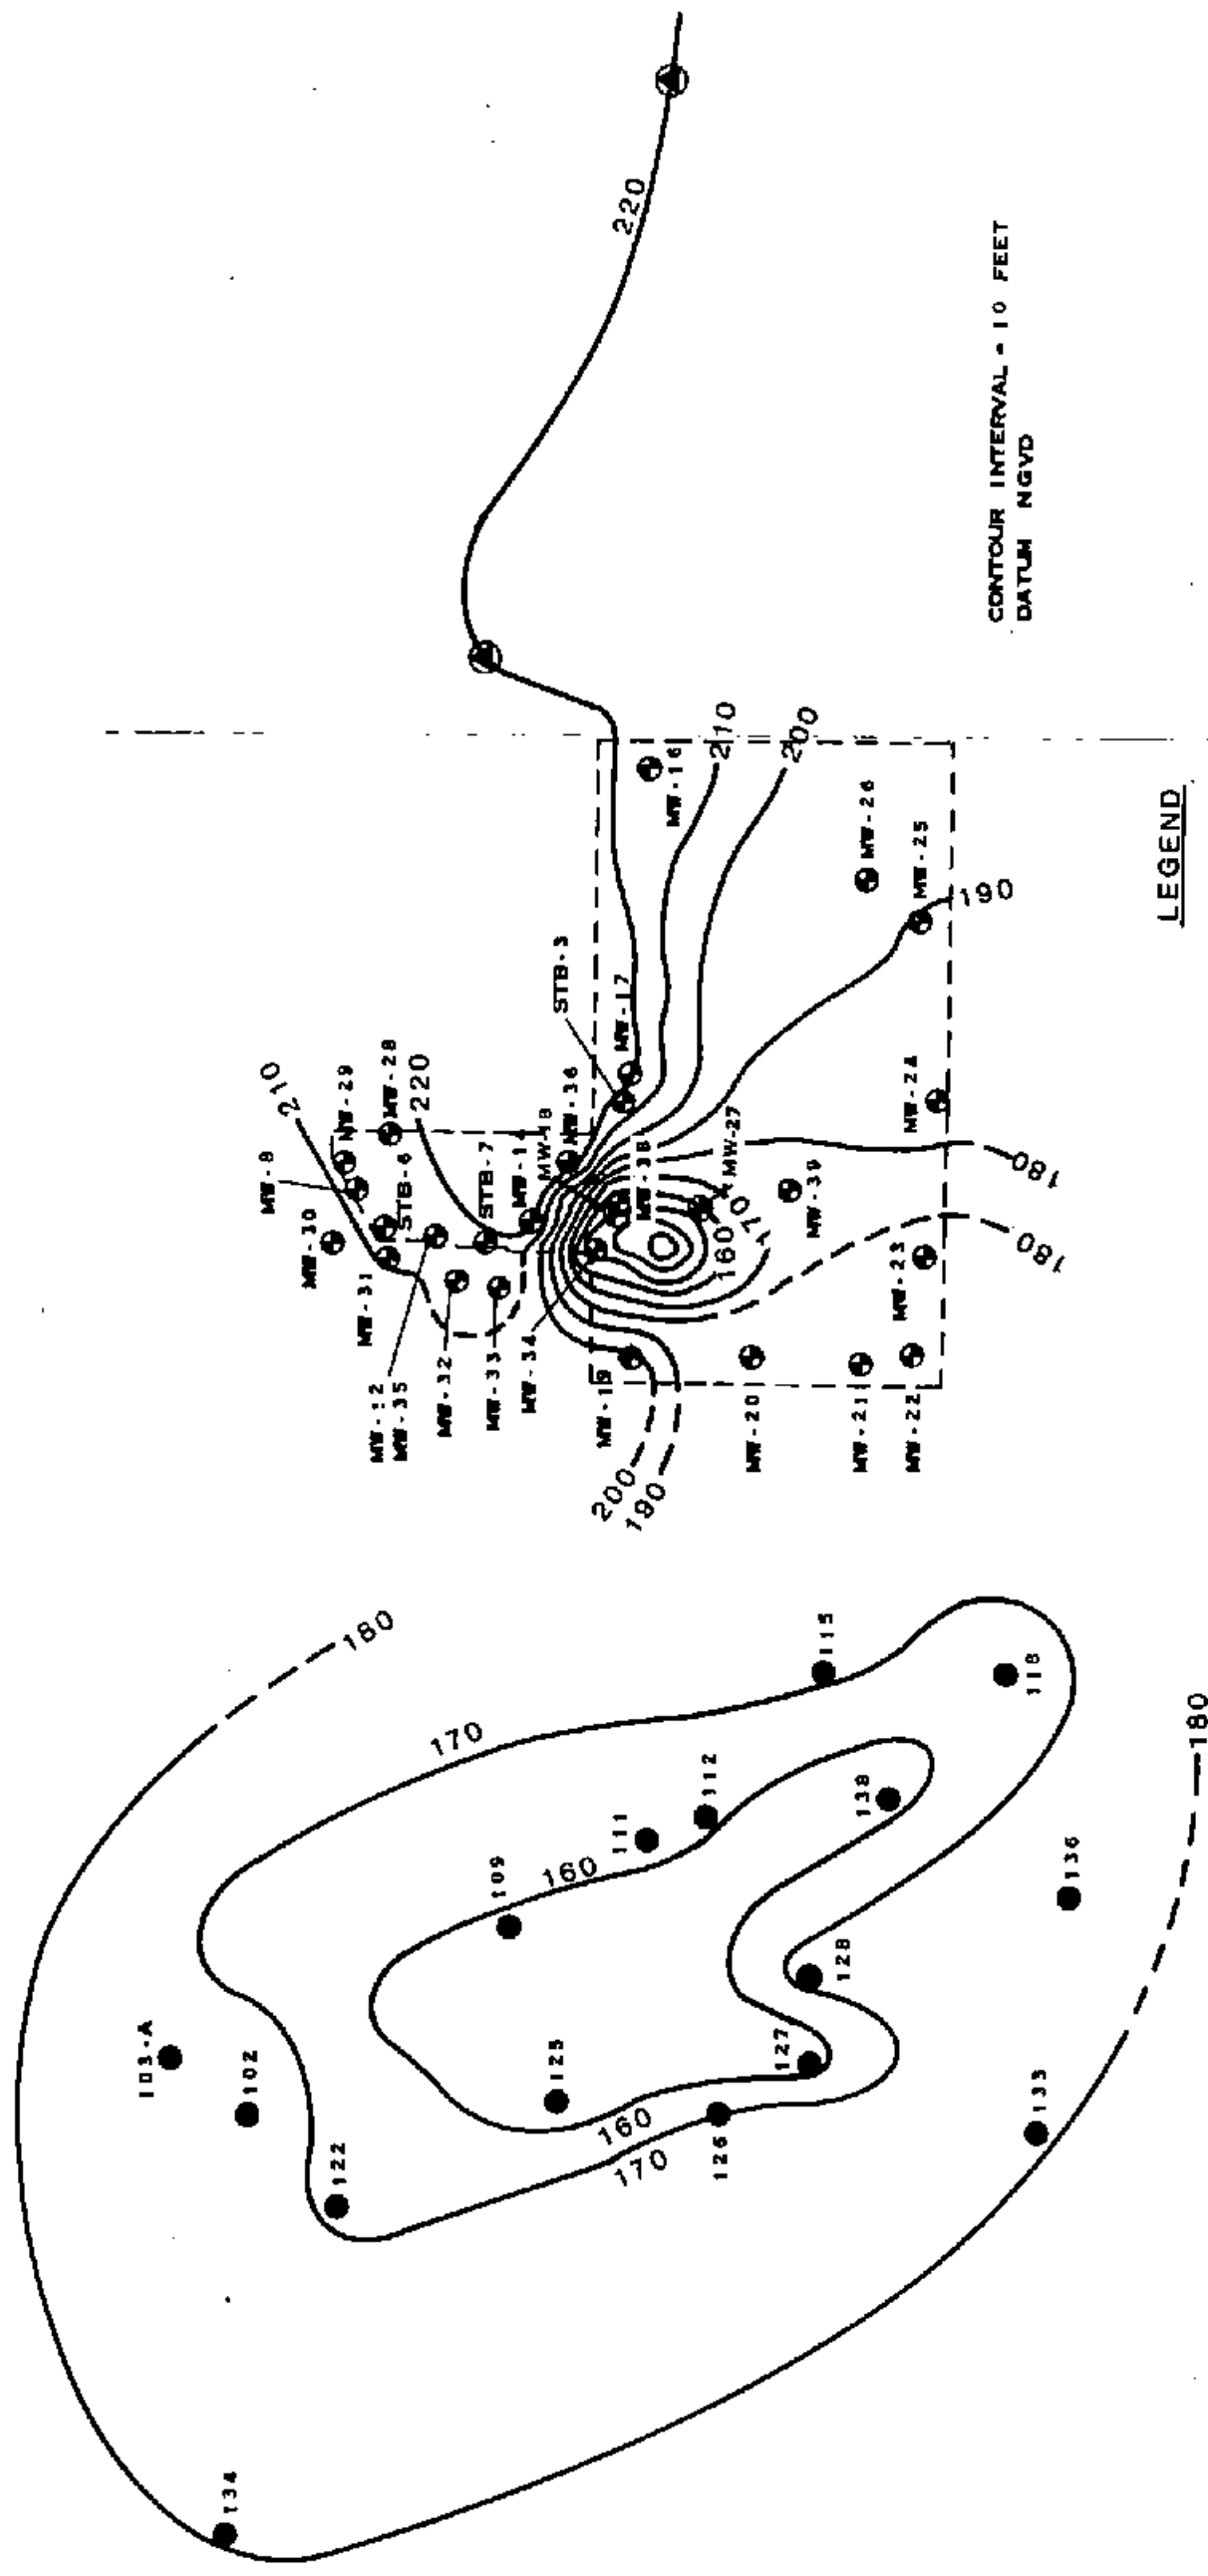 220
CONTOUR INTERVAL = 10 FEET
DATUM NGVD
210
200
MW-16
MW-26
MW-25
190
LEGEND
STB-3
MW-17
210
MW-29
MW-28
220
MW-8
STB-6
STB-7
MW-14
MW-18
MW-36
MW-38
MW-27
MW-24
180
MW-39
MW-30
MW-31
160
170
180
MW-23
MW-12
MW-35
MW-32
MW-33
MW-34
MW-19
MW-20
MW-21
MW-22
200
190
180
170
115
118
180
112
111
138
160
109
136
128
103-A
102
125
127
122
160
170
126
133
134